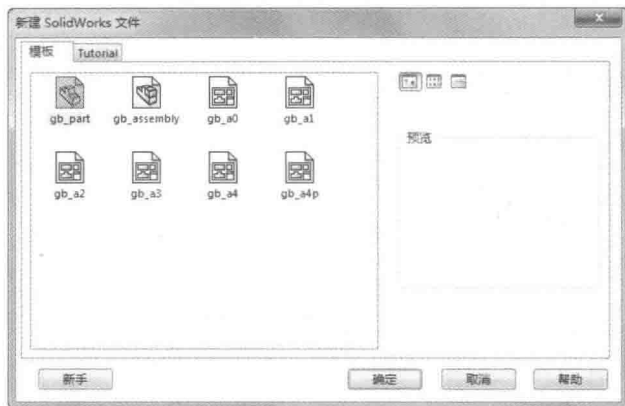 新建 SolidWorks 文件
模板 Tutorial
gb_part gb_assembly gb_a0 gb_a1
预览
gb_a2 gb_a3 gb_a4 gb_a4p
新手 确定 取消 帮助